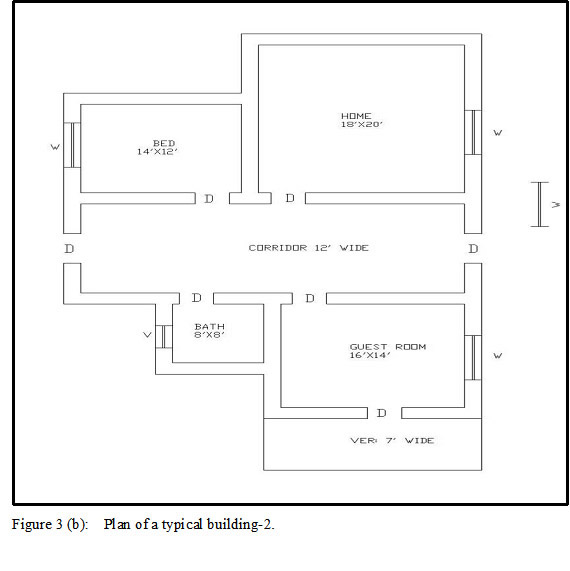 HOME
18'X20'
W
BED
14'X12'
W
W
D
D
D
CORRIDOR 12' WIDE
D
D
D
V
BATH
8'X8'
GUEST ROOM
16'X14'
W
D
VER: 7' WIDE
Figure 3 (b): Plan of a typical building-2.